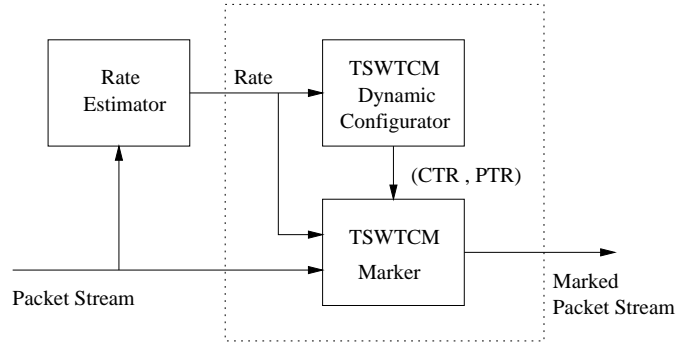 Rate
Estimator
Rate
TSWTCM
Dynamic
Configurator
(CTR , PTR)
TSWTCM
Marker
Packet Stream
Marked
Packet Stream